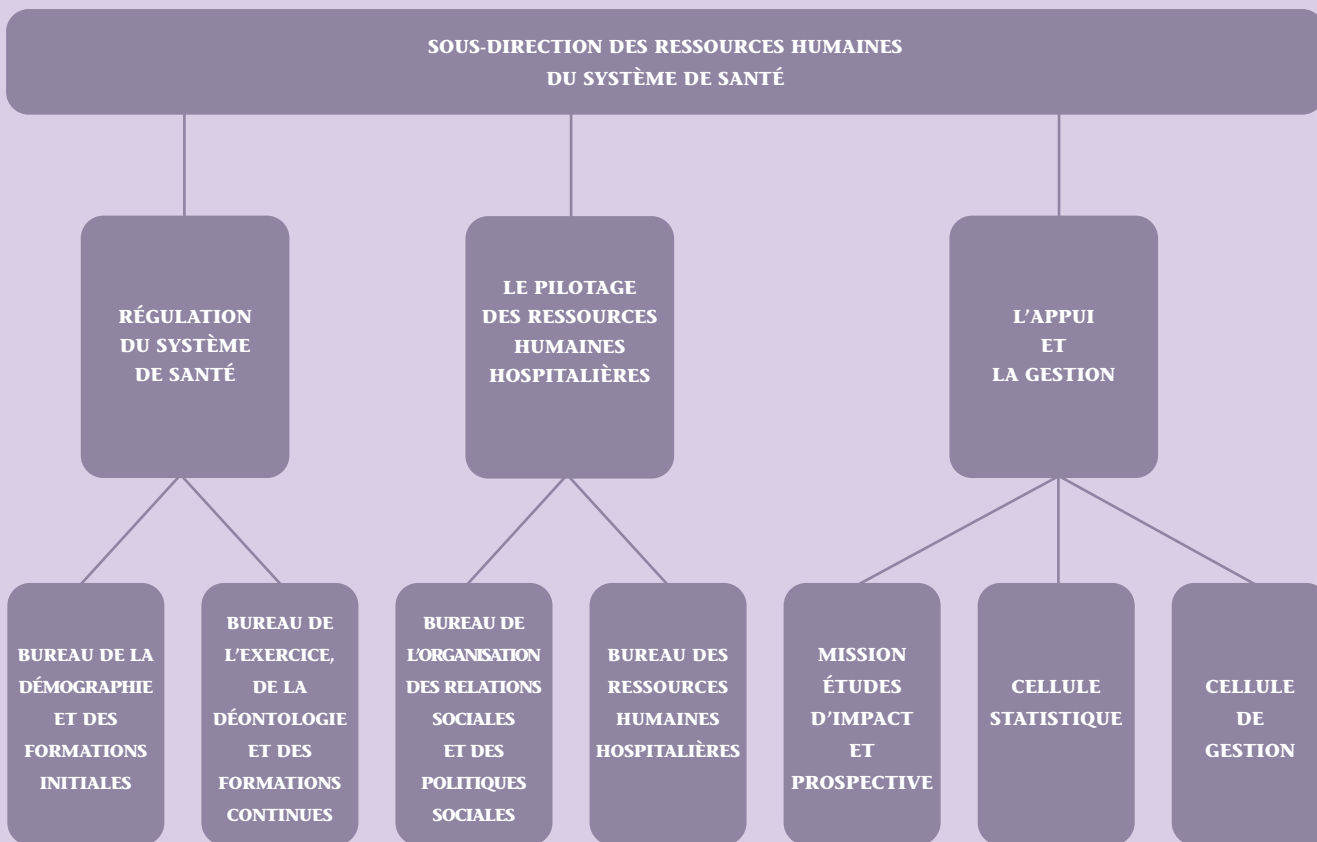 SOUS-DIRECTION DES RESSOURCES HUMAINES
DU SYSTÈME DE SANTÉ
RÉGULATION
DU SYSTÈME
DE SANTÉ
LE PILOTAGE
DES RESSOURCES
HUMAINES
HOSPITALIÈRES
L'APPUI
ET
LA GESTION
BUREAU DE LA
DÉMOGRAPHIE
ET DES
FORMATIONS
INITIALES
BUREAU DE
L'EXERCICE,
DE LA
DÉONTOLOGIE
ET DES
FORMATIONS
CONTINUES
BUREAU DE
L'ORGANISATION
DES RELATIONS
SOCIALES
ET DES
POLITIQUES
SOCIALES
BUREAU DES
RESSOURCES
HUMAINES
HOSPITALIÈRES
MISSION
ÉTUDES
D'IMPACT
ET
PROSPECTIVE
CELLULE
STATISTIQUE
CELLULE
DE
GESTION